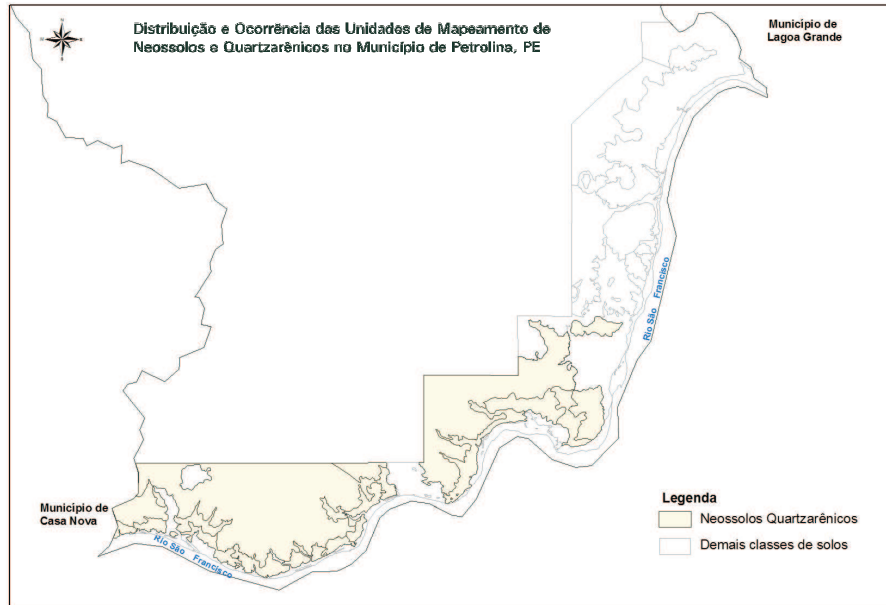 Distribuição e Ocorrência das Unidades de Mapeamento de
Neossolos e Quartzarênicos no Município de Petrolina, PE
Município de
Lagoa Grande
Rio São Francisco
Município de
Casa Nova
Rio São Francisco
Legenda
Neossolos Quartzarênicos
Demais classes de solos